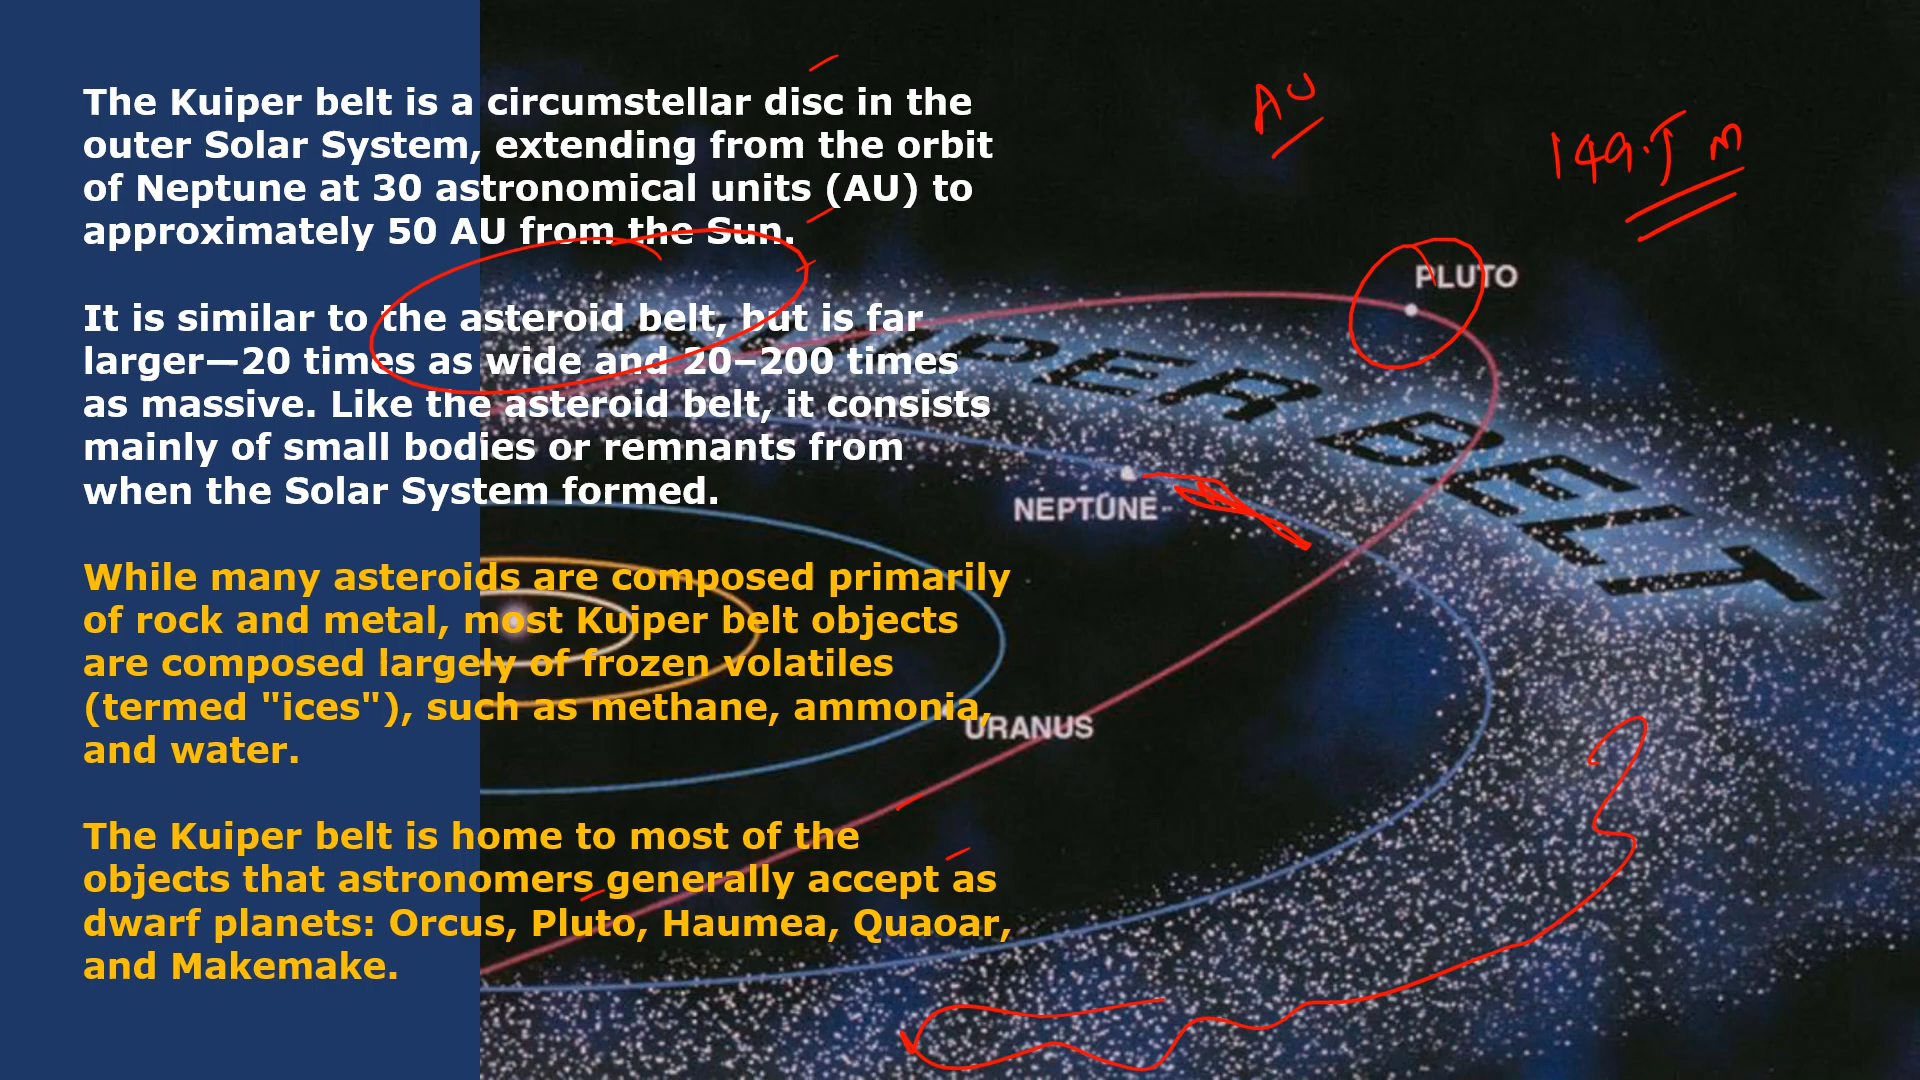 The Kuiper belt is a circumstellar disc in the
outer Solar System, extending from the orbit
of Neptune at 30 astronomical units (AU) to
approximately 50 AU from the Sun.
It is similar to the asteroid belt, but is far
larger—20 times as wide and 20–200 times
as massive. Like the asteroid belt, it consists
mainly of small bodies or remnants from
when the Solar System formed.
While many asteroids are composed primarily
of rock and metal, most Kuiper belt objects
are composed largely of frozen volatiles
(termed "ices"), such as methane, ammonia,
and water.
The Kuiper belt is home to most of the
objects that astronomers generally accept as
dwarf planets: Orcus, Pluto, Haumea, Quaoar,
and Makemake.
AU
149.5 m
PLUTO
KUIPER BELT
NEPTUNE
URANUS